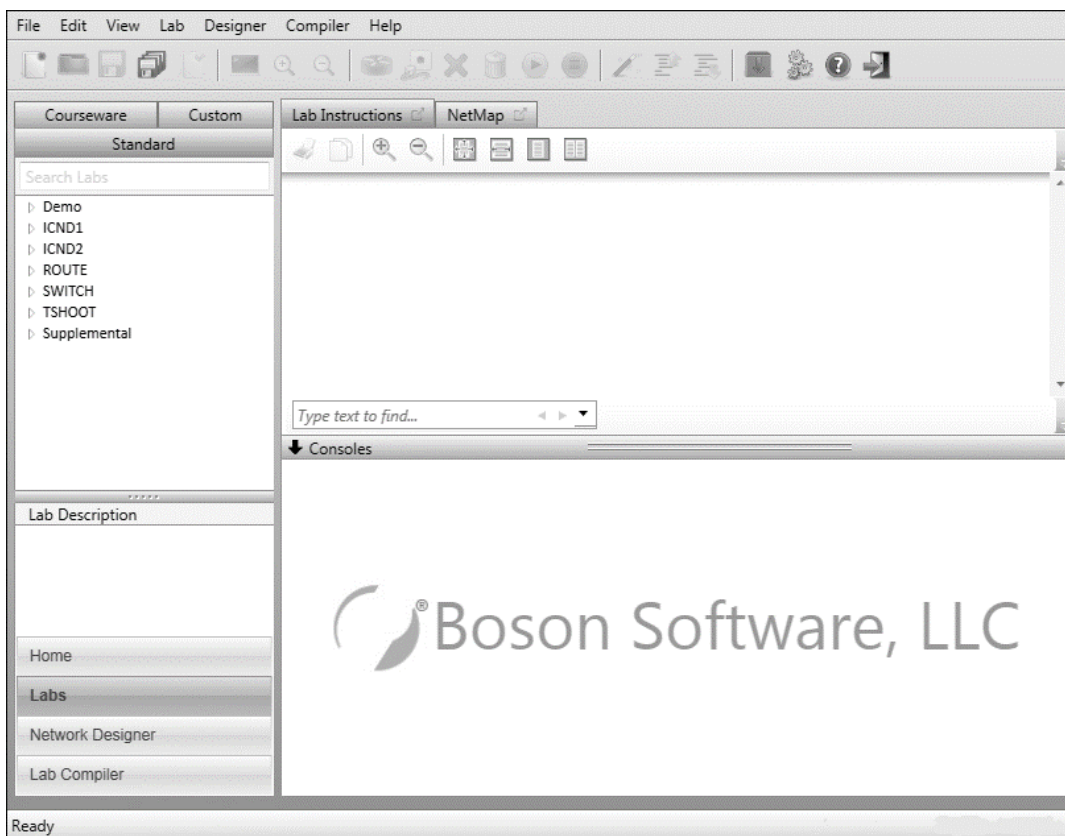 File Edit View Lab Designer Compiler Help
Courseware Custom
Standard
Search Labs
Demo
ICND1
ICND2
ROUTE
SWITCH
TSHOOT
Supplemental
Lab Description
Home
Labs
Network Designer
Lab Compiler
Lab Instructions NetMap
Type text to find...
Consoles
® Boson Software, LLC
Ready